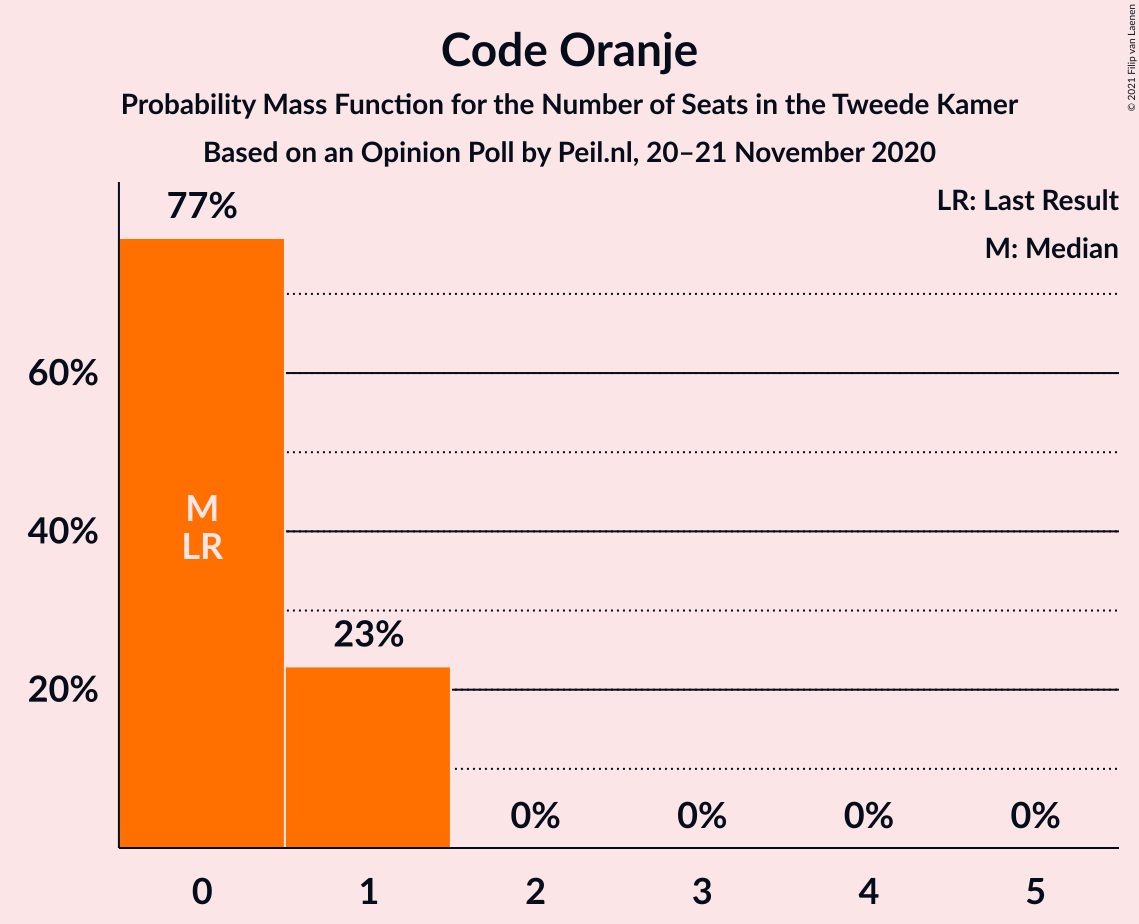 Code Oranje
Probability Mass Function for the Number of Seats in the Tweede Kamer
Based on an Opinion Poll by Peil.nl, 20–21 November 2020
© 2021 Filip van Laenen
LR: Last Result
M: Median
77%
60%
M
40%
LR
23%
20%
0% 0% 0% 0%
0 1 2 3 4 5